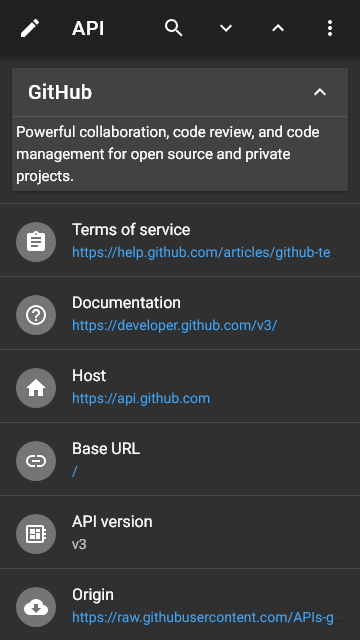 API
GitHub
Powerful collaboration, code review, and code
management for open source and private
projects.
Terms of service
https://help.github.com/articles/github-te
Documentation
https://developer.github.com/v3/
Host
https://api.github.com
Base URL
/
API version
v3
Origin
https://raw.githubusercontent.com/APIs-g